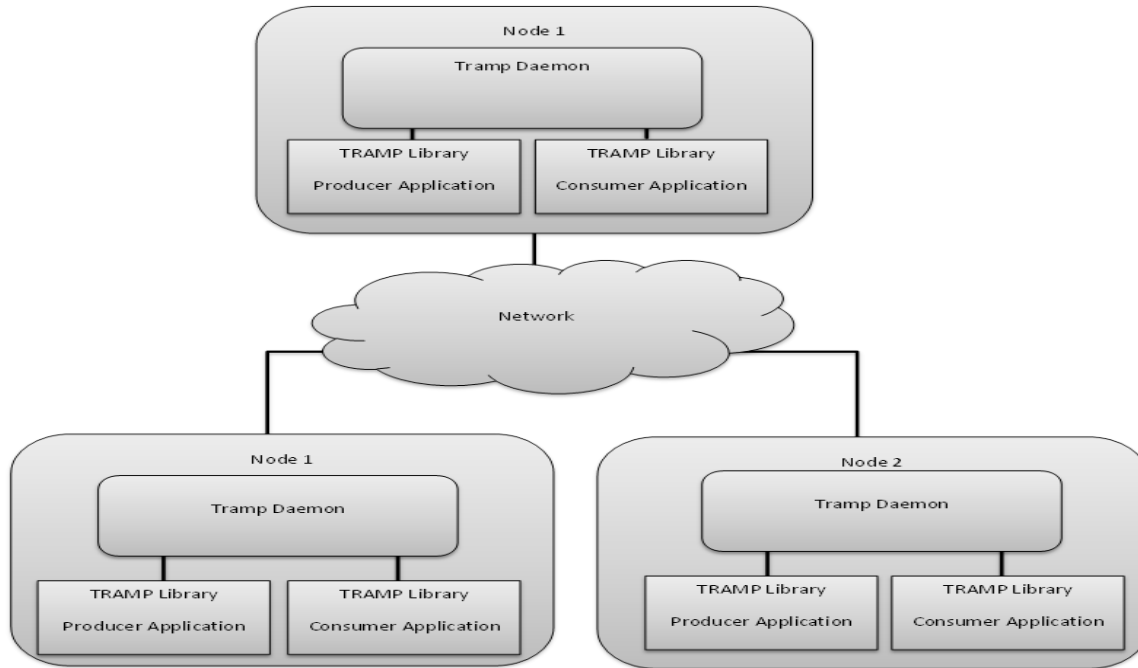 Node 1
Tramp Daemon
TRAMP Library
Producer Application
TRAMP Library
Consumer Application
Network
Node 1
Tramp Daemon
TRAMP Library
Producer Application
TRAMP Library
Consumer Application
Node 2
Tramp Daemon
TRAMP Library
Producer Application
TRAMP Library
Consumer Application